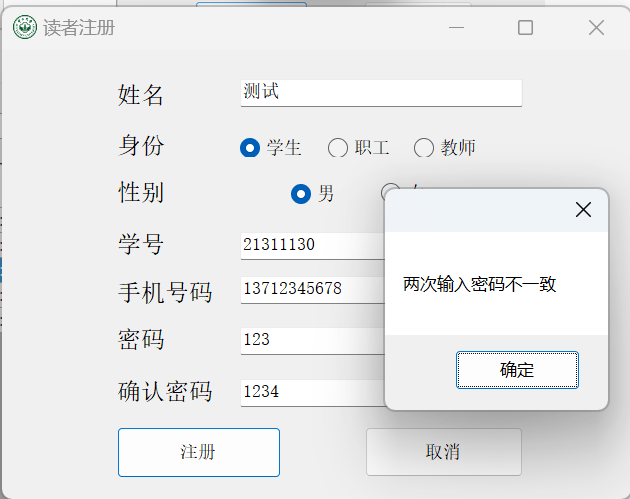 读者注册
姓名 测试
身份 学生 职工 教师
性别 男
学号 21311130
手机号码 13712345678
两次输入密码不一致
密码 123
确定
确认密码 1234
注册 取消